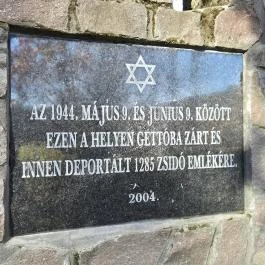 AZ 1944. MÁJUS 9. ÉS JÚNIUS 9. KÖZÖTT
EZEN A HELYEN GETTÓBA ZÁRT ÉS
INNEN DEPORTÁLT 1285 ZSIDÓ EMLÉKÉRE.
2004.